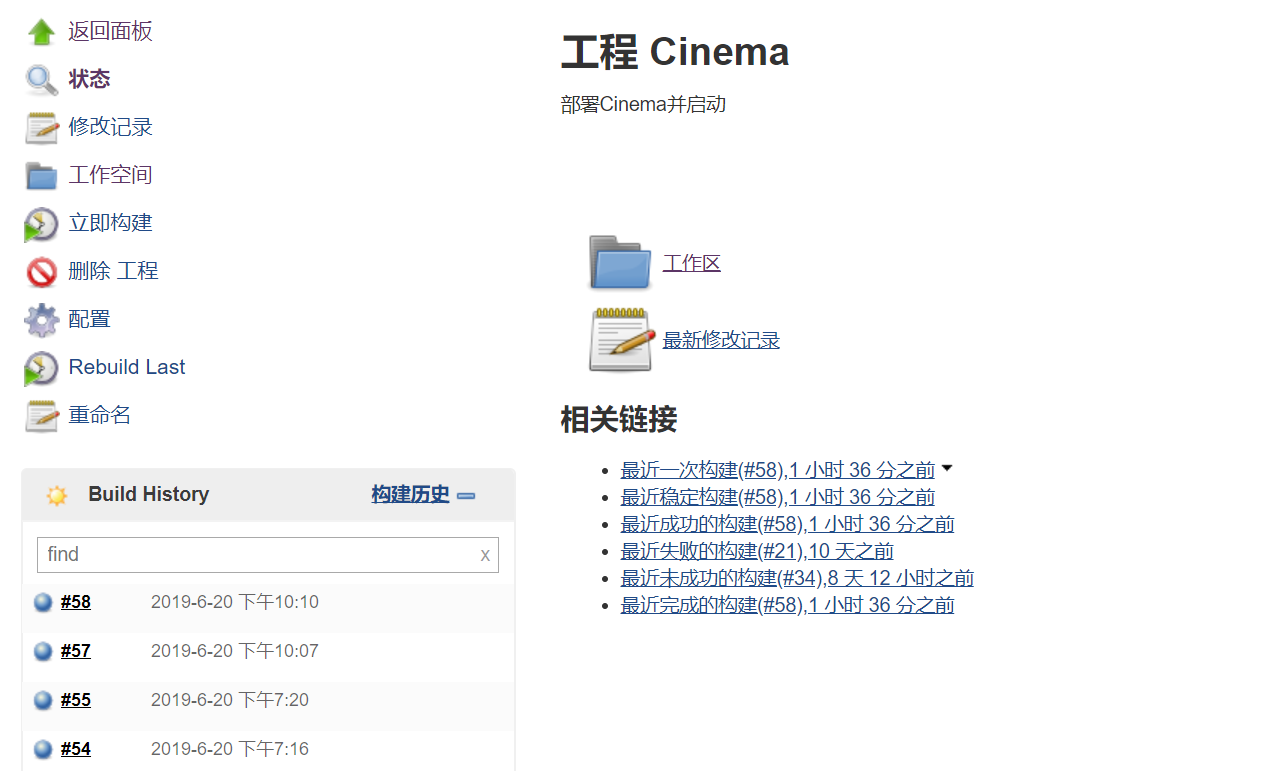 返回面板
状态
修改记录
工作空间
立即构建
删除 工程
配置
Rebuild Last
重命名
Build History 构建历史
find x
#58 2019-6-20 下午10:10
#57 2019-6-20 下午10:07
#55 2019-6-20 下午7:20
#54 2019-6-20 下午7:16
工程 Cinema
部署Cinema并启动
工作区
最新修改记录
相关链接
最近一次构建(#58),1 小时 36 分之前
最近稳定构建(#58),1 小时 36 分之前
最近成功的构建(#58),1 小时 36 分之前
最近失败的构建(#21),10 天之前
最近未成功的构建(#34),8 天 12 小时之前
最近完成的构建(#58),1 小时 36 分之前